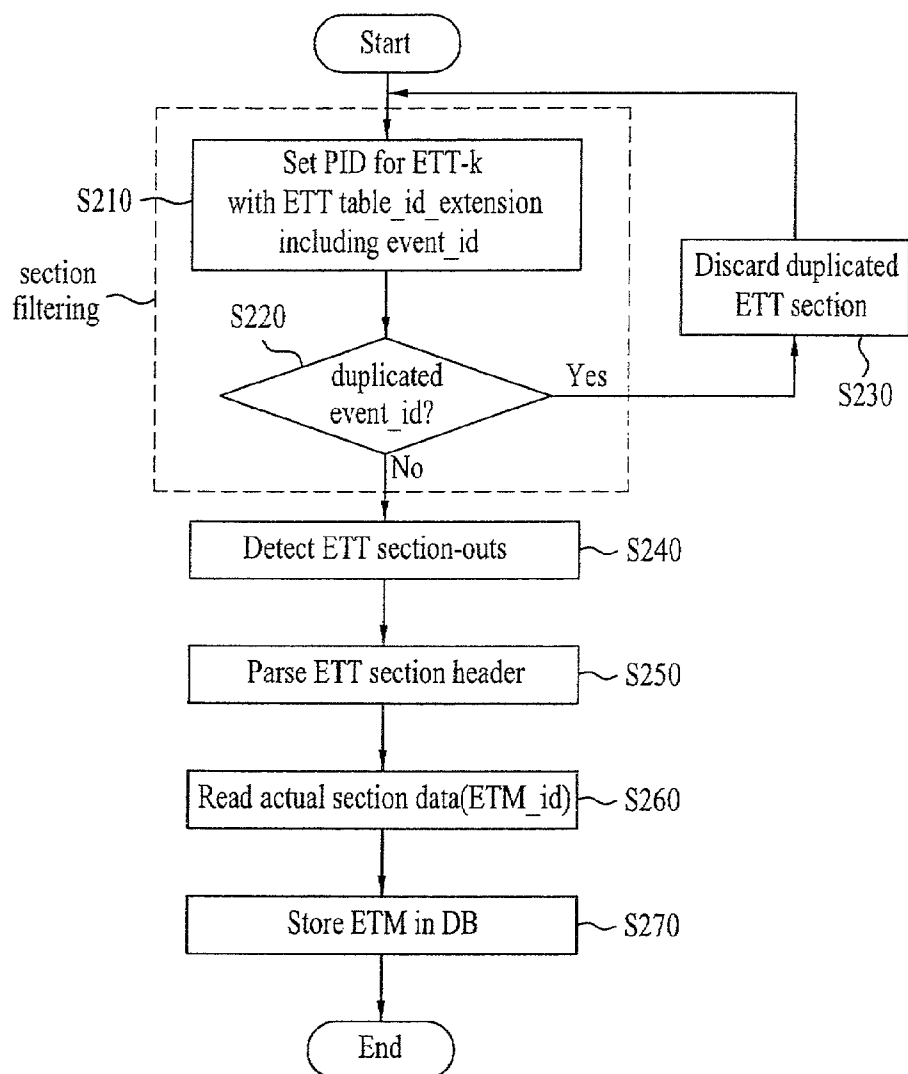 Start
Set PID for ETT-k
with ETT table_id_extension
including event_id
S210
section
filtering
S220
duplicated
event_id?
Yes
No
Discard duplicated
ETT section
S230
Detect ETT section-outs
S240
Parse ETT section header
S250
Read actual section data(ETM_id)
S260
Store ETM in DB
S270
End